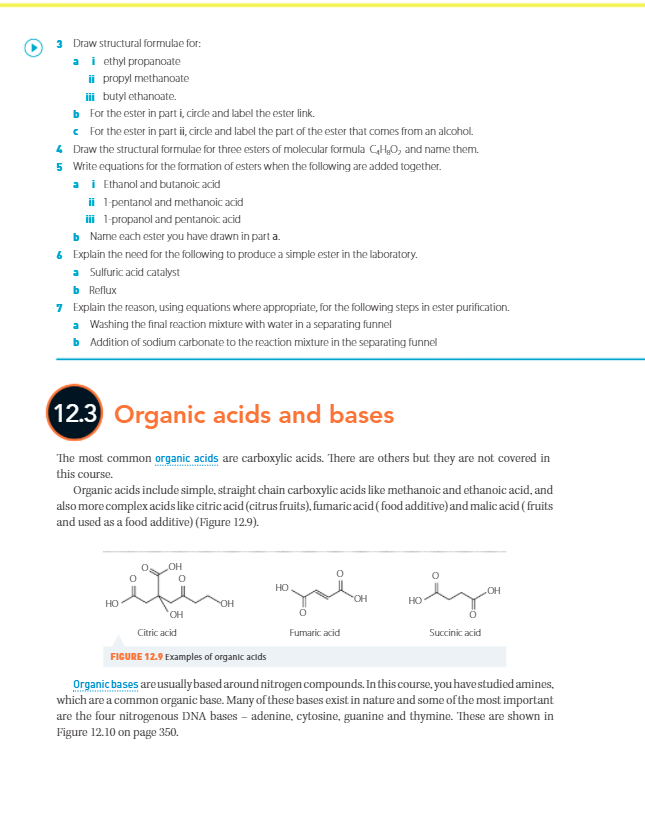 3 Draw structural formulae for:
a i ethyl propanoate
ii propyl methanoate
iii butyl ethanoate.
b For the ester in part i, circle and label the ester link.
c For the ester in part ii, circle and label the part of the ester that comes from an alcohol.
4 Draw the structural formulae for three esters of molecular formula C₄H₈O₂ and name them.
5 Write equations for the formation of esters when the following are added together.
a i Ethanol and butanoic acid
ii 1-pentanol and methanoic acid
iii 1-propanol and pentanoic acid
b Name each ester you have drawn in part a.
6 Explain the need for the following to produce a simple ester in the laboratory.
a Sulfuric acid catalyst
b Reflux
7 Explain the reason, using equations where appropriate, for the following steps in ester purification.
a Washing the final reaction mixture with water in a separating funnel
b Addition of sodium carbonate to the reaction mixture in the separating funnel
12.3 Organic acids and bases
The most common organic acids are carboxylic acids. There are others but they are not covered in
this course.
Organic acids include simple, straight chain carboxylic acids like methanoic and ethanoic acid, and
also more complex acids like citric acid (citrus fruits), fumaric acid ( food additive) and malic acid ( fruits
and used as a food additive) (Figure 12.9).
O OH
O O
HO OH
OH
Citric acid
O
HO
OH
O
Fumaric acid
O
OH
HO
O
Succinic acid
FIGURE 12.9 Examples of organic acids
Organic bases are usually based around nitrogen compounds. In this course, you have studied amines,
which are a common organic base. Many of these bases exist in nature and some of the most important
are the four nitrogenous DNA bases – adenine, cytosine, guanine and thymine. These are shown in
Figure 12.10 on page 350.